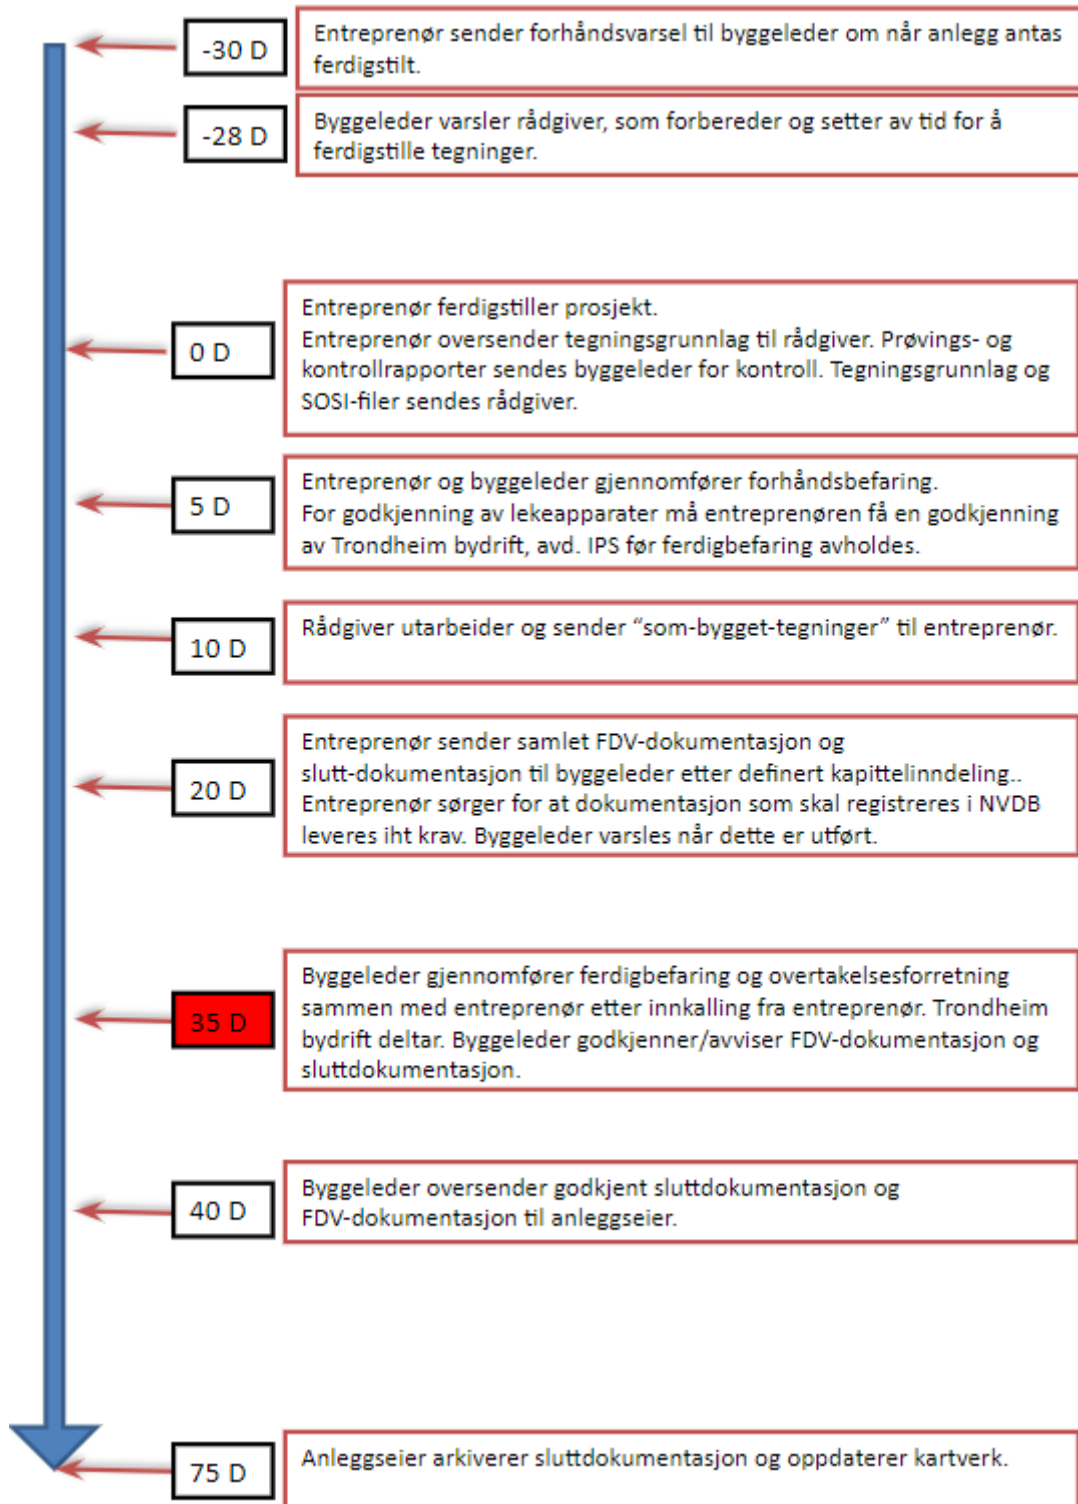 -30 D
Entreprenør sender forhåndsvarsel til byggeleder om når anlegg antas
ferdigstilt.
-28 D
Byggeleder varsler rådgiver, som forbereder og setter av tid for å
ferdigstille tegninger.
0 D
Entreprenør ferdigstiller prosjekt.
Entreprenør oversender tegningsgrunnlag til rådgiver. Prøvings- og
kontrollrapporter sendes byggeleder for kontroll. Tegningsgrunnlag og
SOSI-filer sendes rådgiver.
5 D
Entreprenør og byggeleder gjennomfører forhåndsbefaring.
For godkjenning av lekeapparater må entreprenøren få en godkjenning
av Trondheim bydrift, avd. IPS før ferdigbefaring avholdes.
10 D
Rådgiver utarbeider og sender “som-bygget-tegninger” til entreprenør.
20 D
Entreprenør sender samlet FDV-dokumentasjon og
slutt-dokumentasjon til byggeleder etter definert kapittelinndeling..
Entreprenør sørger for at dokumentasjon som skal registreres i NVDB
leveres iht krav. Byggeleder varsles når dette er utført.
35 D
Byggeleder gjennomfører ferdigbefaring og overtakelsesforretning
sammen med entreprenør etter innkalling fra entreprenør. Trondheim
bydrift deltar. Byggeleder godkjenner/avviser FDV-dokumentasjon og
sluttdokumentasjon.
40 D
Byggeleder oversender godkjent sluttdokumentasjon og
FDV-dokumentasjon til anleggseier.
75 D
Anleggseier arkiverer sluttdokumentasjon og oppdaterer kartverk.